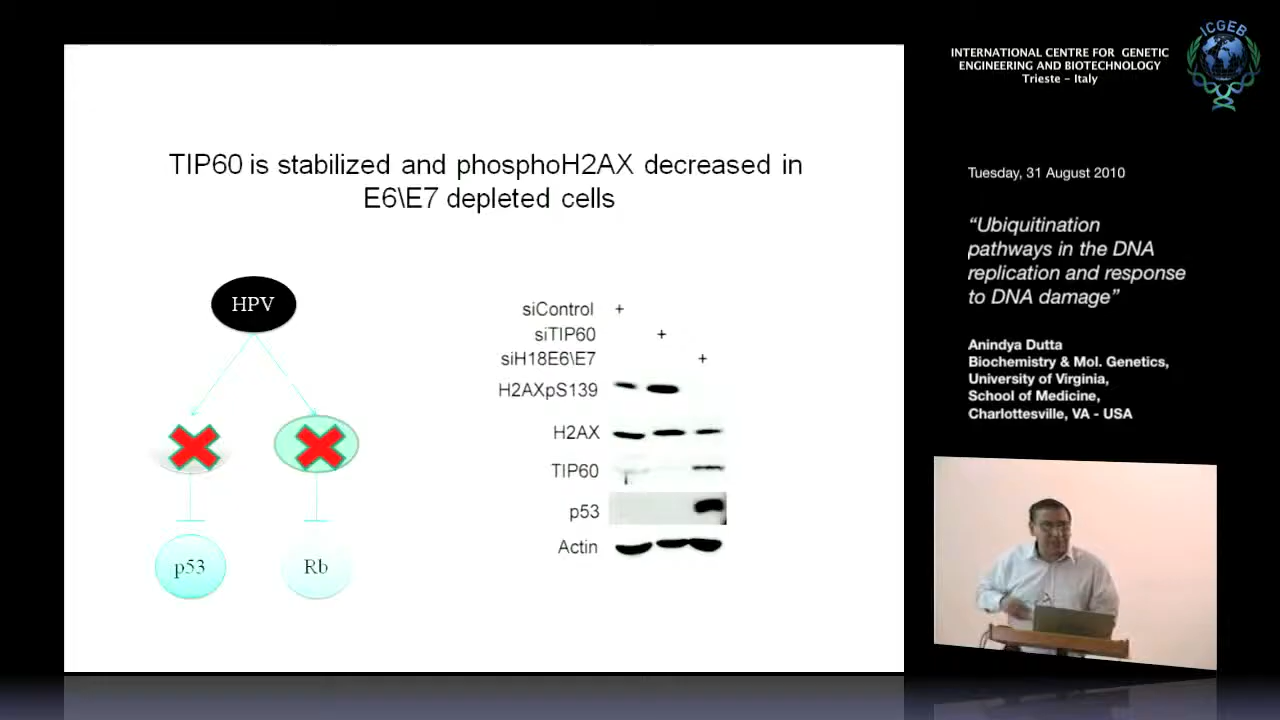 ICGEB
INTERNATIONAL CENTRE FOR GENETIC
ENGINEERING AND BIOTECHNOLOGY
Trieste – Italy
TIP60 is stabilized and phosphoH2AX decreased in
E6\E7 depleted cells
HPV
p53
Rb
siControl +
siTIP60 +
siH18E6\E7 +
H2AXpS139
H2AX
TIP60
p53
Actin
Tuesday, 31 August 2010
“Ubiquitination
pathways in the DNA
replication and response
to DNA damage”
Anindya Dutta
Biochemistry & Mol. Genetics,
University of Virginia,
School of Medicine,
Charlottesville, VA - USA